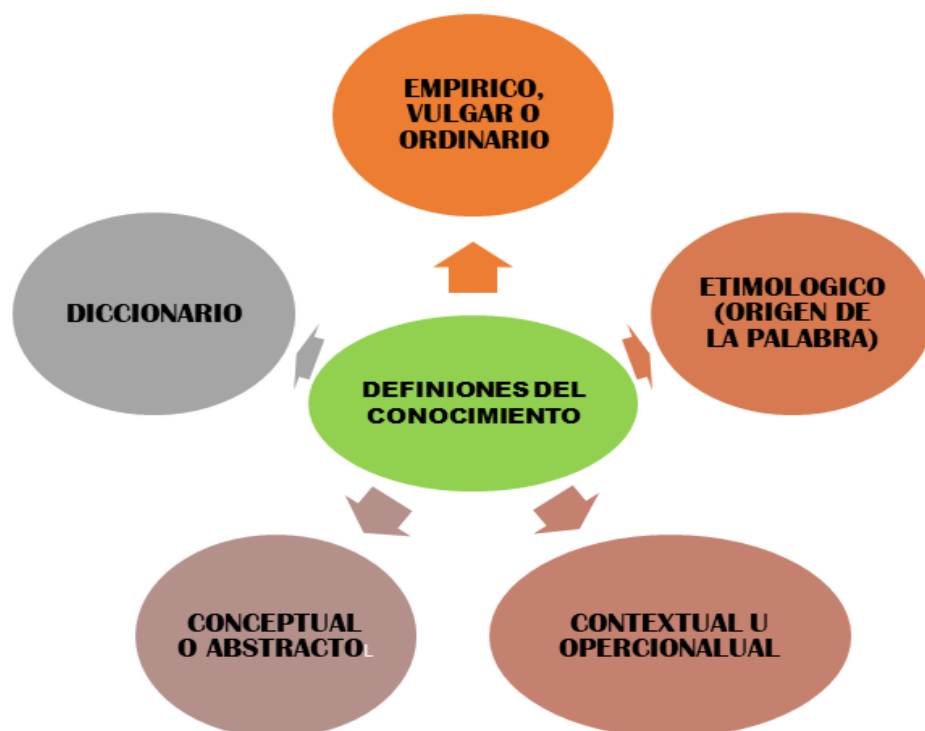 EMPIRICO,
VULGAR O
ORDINARIO
DICCIONARIO
ETIMOLOGICO
(ORIGEN DE
LA PALABRA)
DEFINIONES DEL
CONOCIMIENTO
CONCEPTUAL
O ABSTRACTOL
CONTEXTUAL U
OPERCIONALUAL